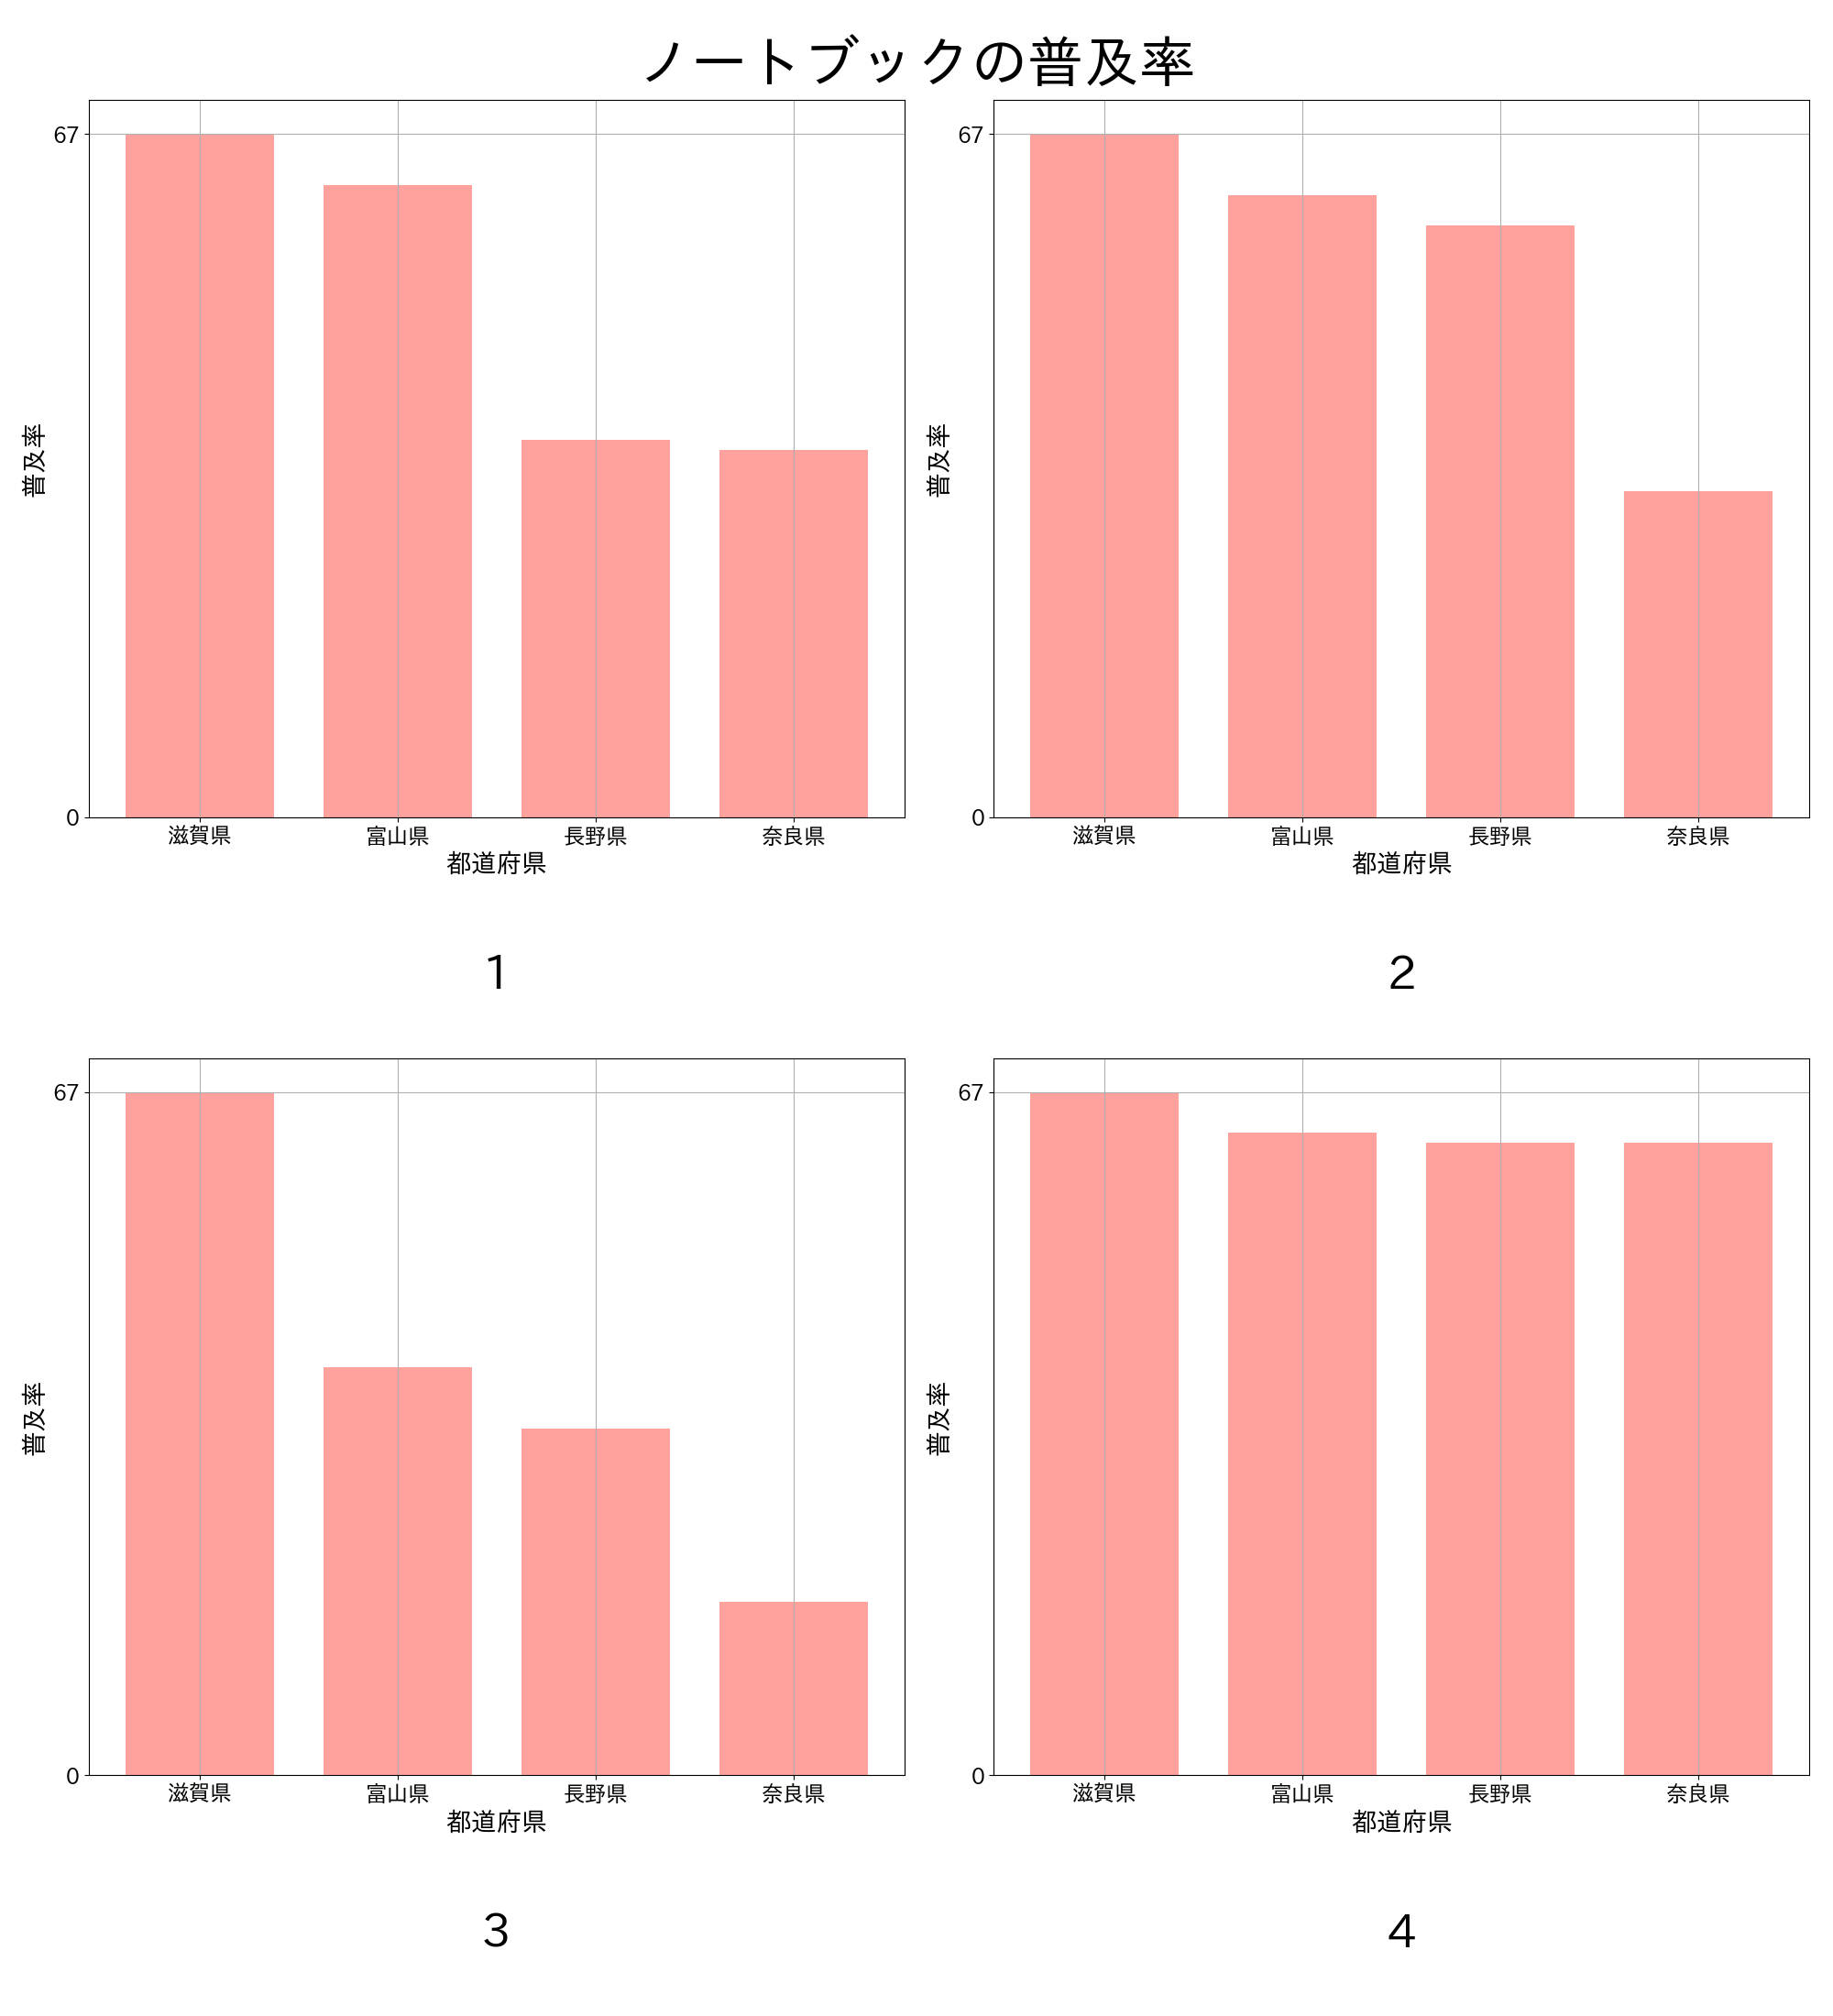 ノートブックの普及率
67
0
普及率
滋賀県 富山県 長野県 奈良県
都道府県
1
67
0
普及率
滋賀県 富山県 長野県 奈良県
都道府県
2
67
0
普及率
滋賀県 富山県 長野県 奈良県
都道府県
3
67
0
普及率
滋賀県 富山県 長野県 奈良県
都道府県
4